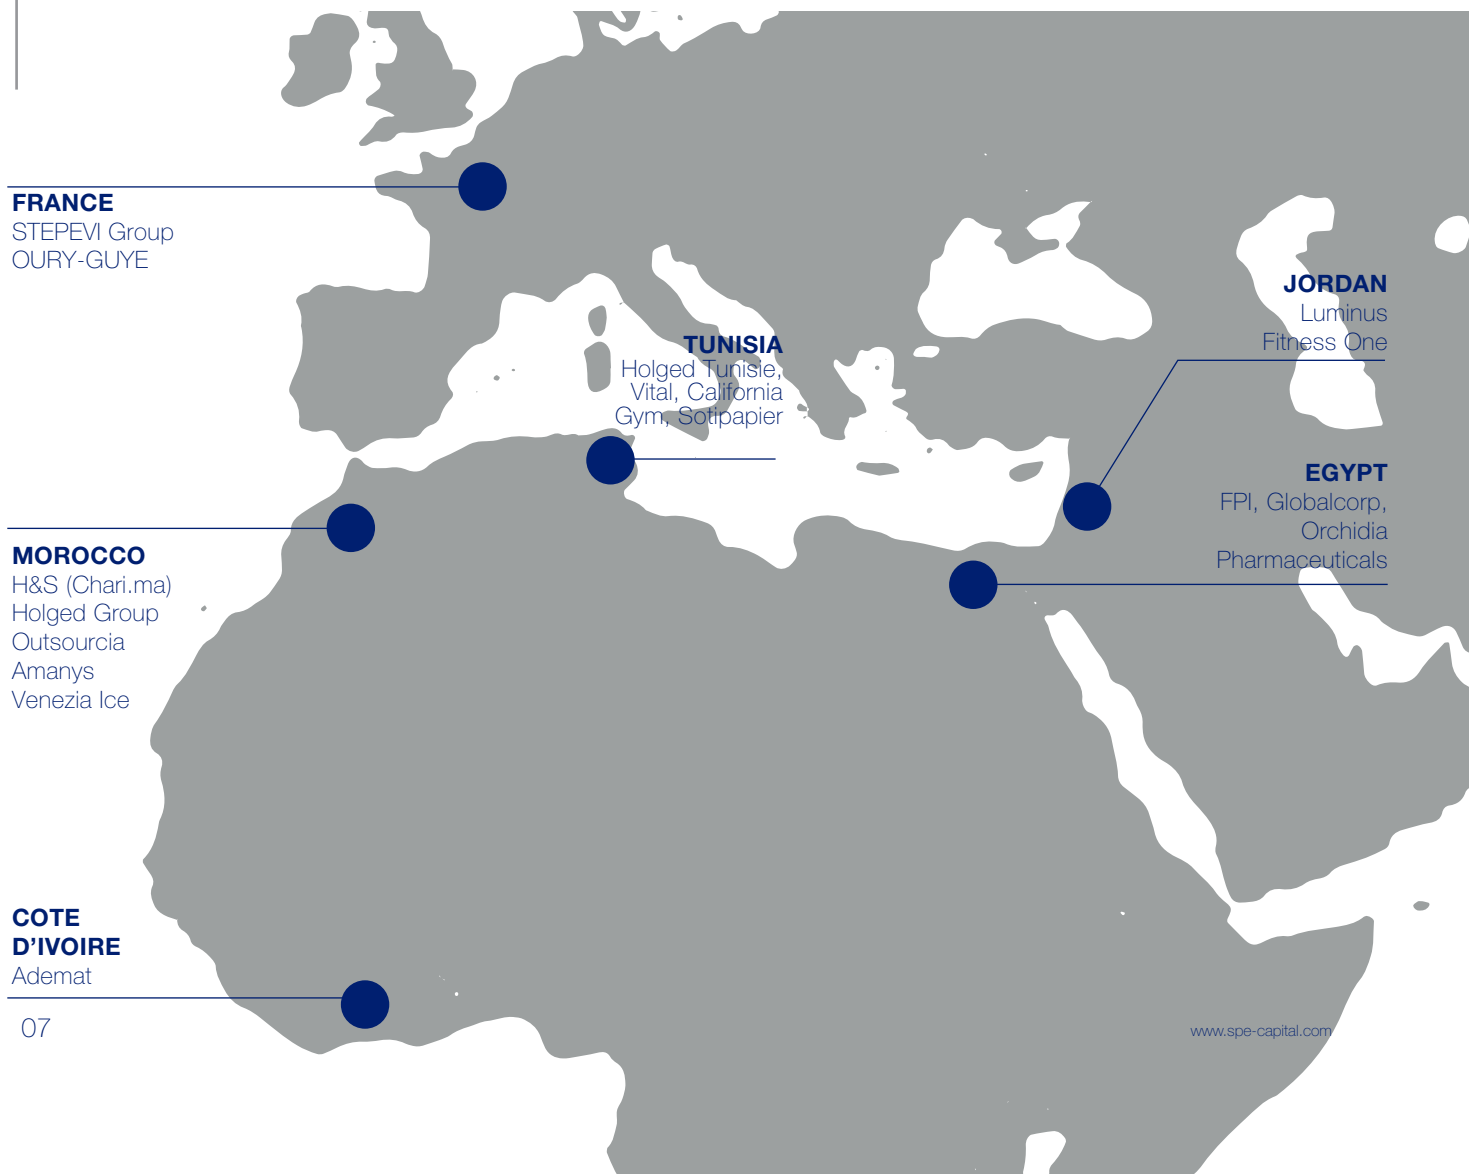 FRANCE
STEPEVI Group
OURY-GUYE
TUNISIA
Holged Tunisie,
Vital, California
Gym, Sotipapier
JORDAN
Luminus
Fitness One
EGYPT
FPI, Globalcorp,
Orchidia
Pharmaceuticals
MOROCCO
H&S (Chari.ma)
Holged Group
Outsourcia
Amanys
Venezia Ice
COTE
D'IVOIRE
Ademat
07
www.spe-capital.com